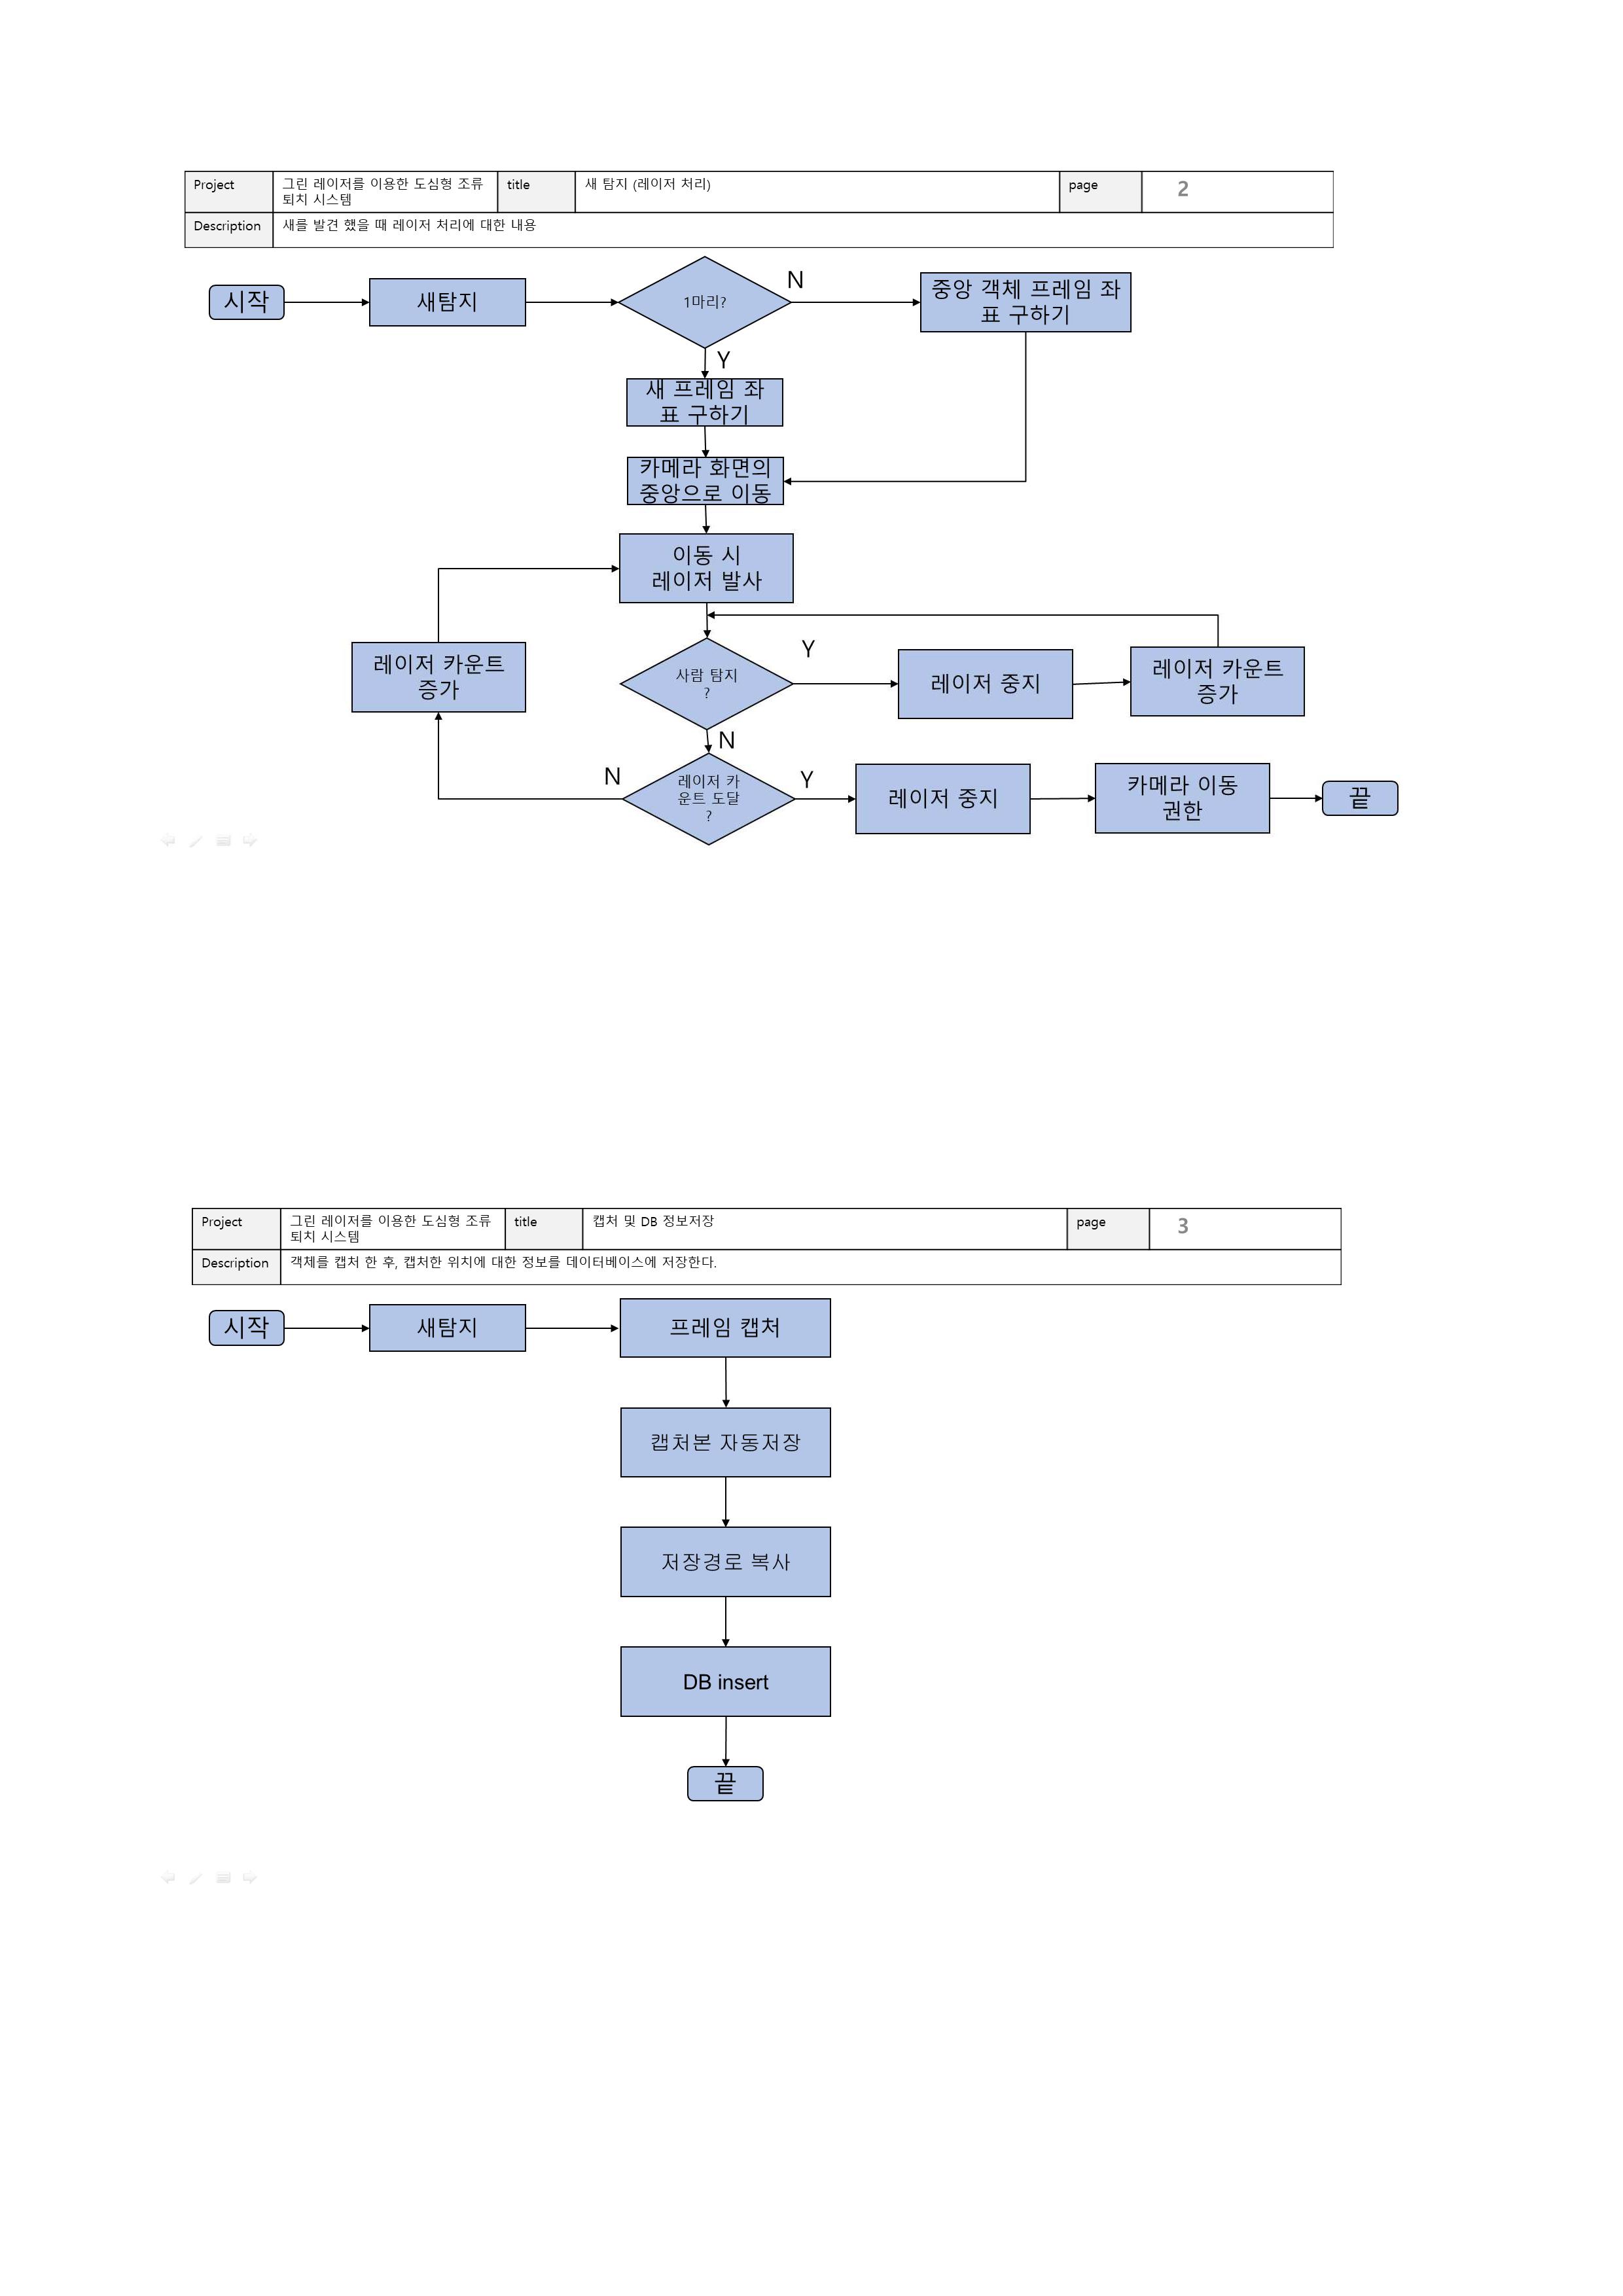 Project
그린 레이저를 이용한 도심형 조류
퇴치 시스템
title
새 탐지 (레이저 처리)
page
2
Description
새를 발견 했을 때 레이저 처리에 대한 내용
시작
새탐지
1마리?
N
중앙 객체 프레임 좌
표 구하기
Y
새 프레임 좌
표 구하기
카메라 화면의
중앙으로 이동
이동 시
레이저 발사
레이저 카운트
증가
사람 탐지
?
Y
레이저 중지
레이저 카운트
증가
N
N
레이저 카
운트 도달
?
Y
레이저 중지
카메라 이동
권한
끝
Project
그린 레이저를 이용한 도심형 조류
퇴치 시스템
title
캡처 및 DB 정보저장
page
3
Description
객체를 캡처 한 후, 캡처한 위치에 대한 정보를 데이터베이스에 저장한다.
시작
새탐지
프레임 캡처
캡처본 자동저장
저장경로 복사
DB insert
끝